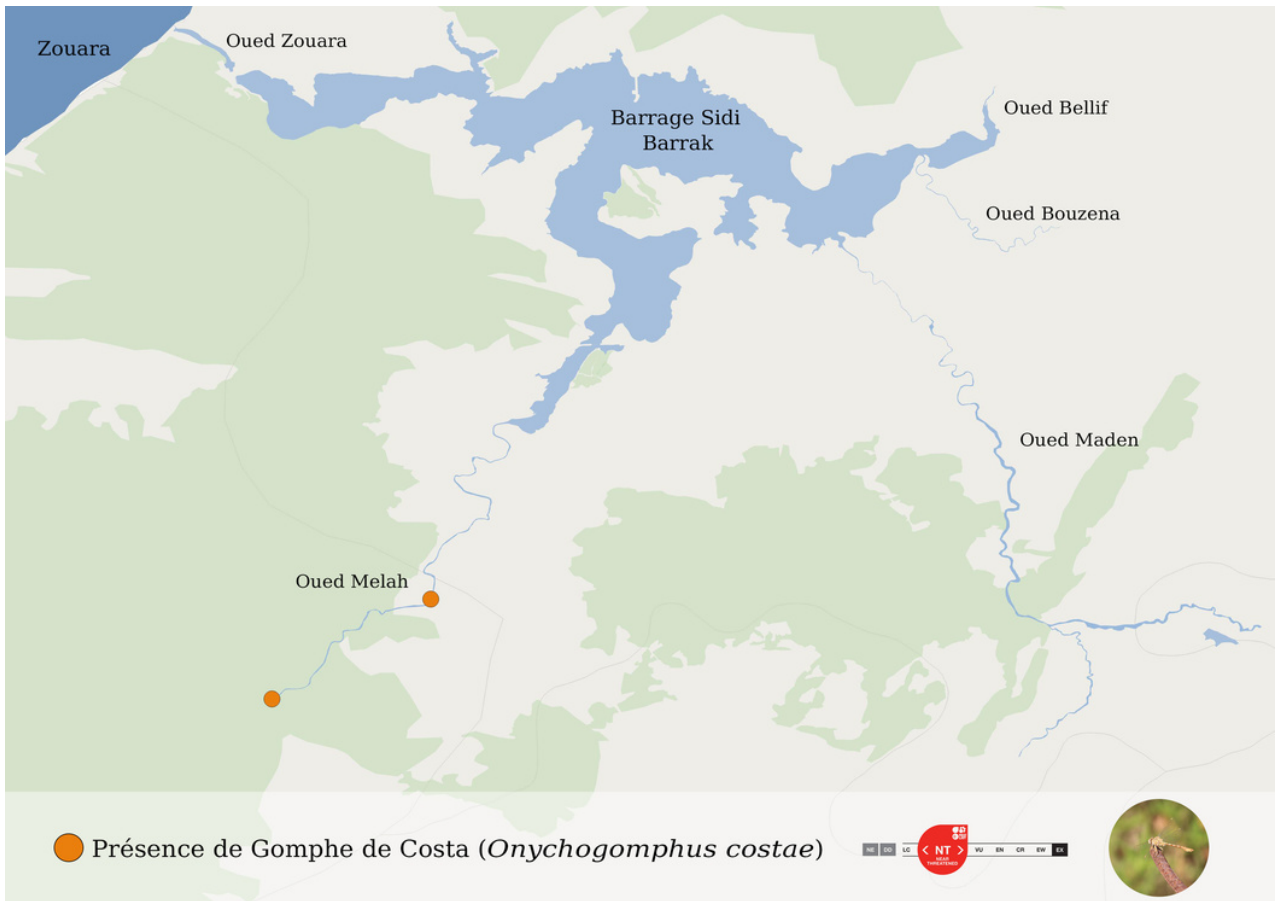 Zouara
Oued Zouara
Barrage Sidi
Barrak
Oued Bellif
Oued Bouzena
Oued Maden
Oued Melah
Présence de Gomphe de Costa (Onychogomphus costae)
NE DD LC < NT > VU EN CR EW EX
NEAR
THREATENED